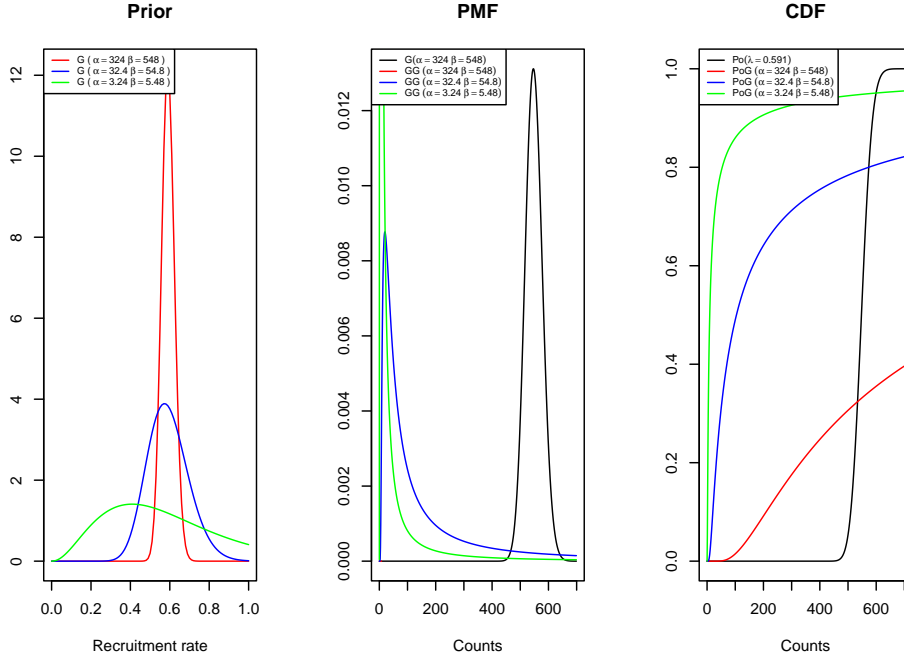 Prior
G ( α = 324 β = 548 )
G ( α = 32.4 β = 54.8 )
G ( α = 3.24 β = 5.48 )
0
2
4
6
8
10
12
0.0
0.2
0.4
0.6
0.8
1.0
Recruitment rate
PMF
G(α = 324 β = 548)
GG ( α = 324 β = 548)
GG ( α = 32.4 β = 54.8)
GG ( α = 3.24 β = 5.48)
0.000
0.002
0.004
0.006
0.008
0.010
0.012
0
200
400
600
Counts
CDF
Po(λ = 0.591)
PoG ( α = 324 β = 548)
PoG ( α = 32.4 β = 54.8)
PoG ( α = 3.24 β = 5.48)
0.0
0.2
0.4
0.6
0.8
1.0
0
200
400
600
Counts